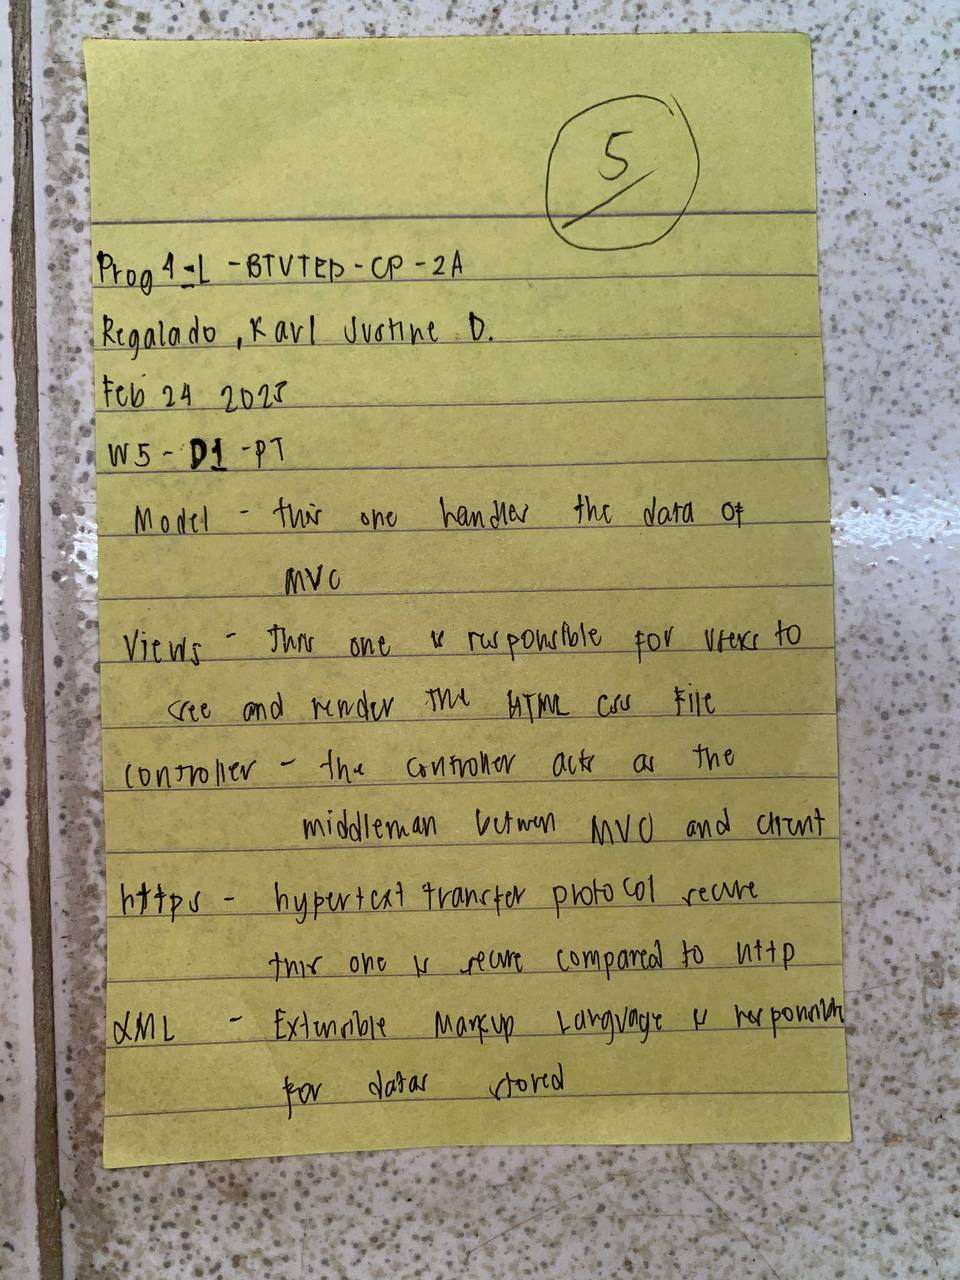 5
Prog 1-L - BTVTED - CP - 2A
Regalado, Karl Justine D.
Feb 24 2025
W5 - D1 - PT
Model - this one handles the data of
MVC
Views - this one is responsible for users to
see and render the HTML css file
controller - the controller acts as the
middleman between MVC and client
https - hypertext transfer protocol secure
this one is secure compared to http
XML - Extensible Markup Language is responsible
for datas stored